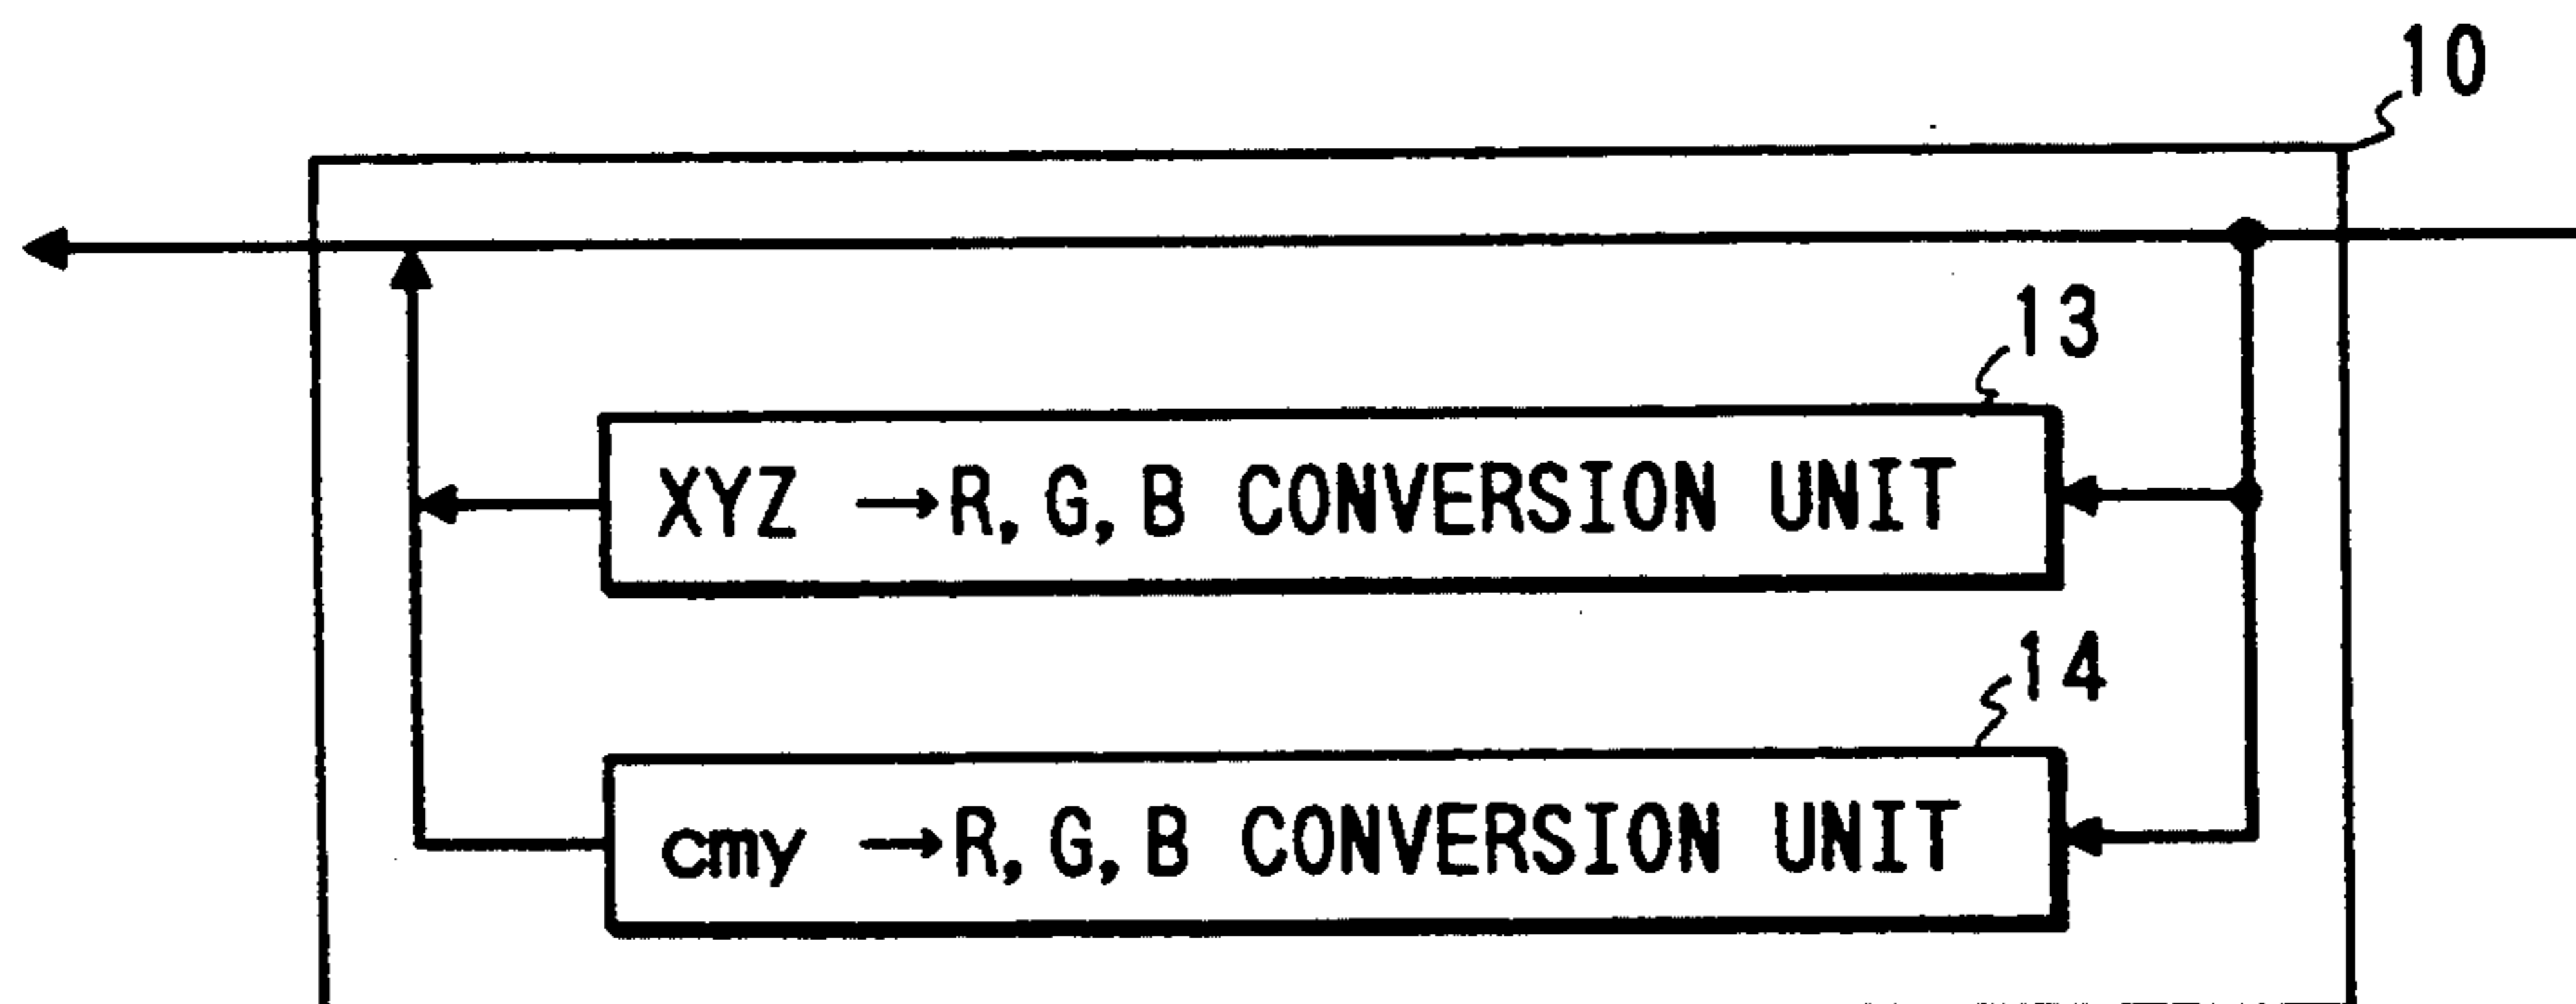 10
13
XYZ →R, G, B CONVERSION UNIT
14
cmy →R, G, B CONVERSION UNIT